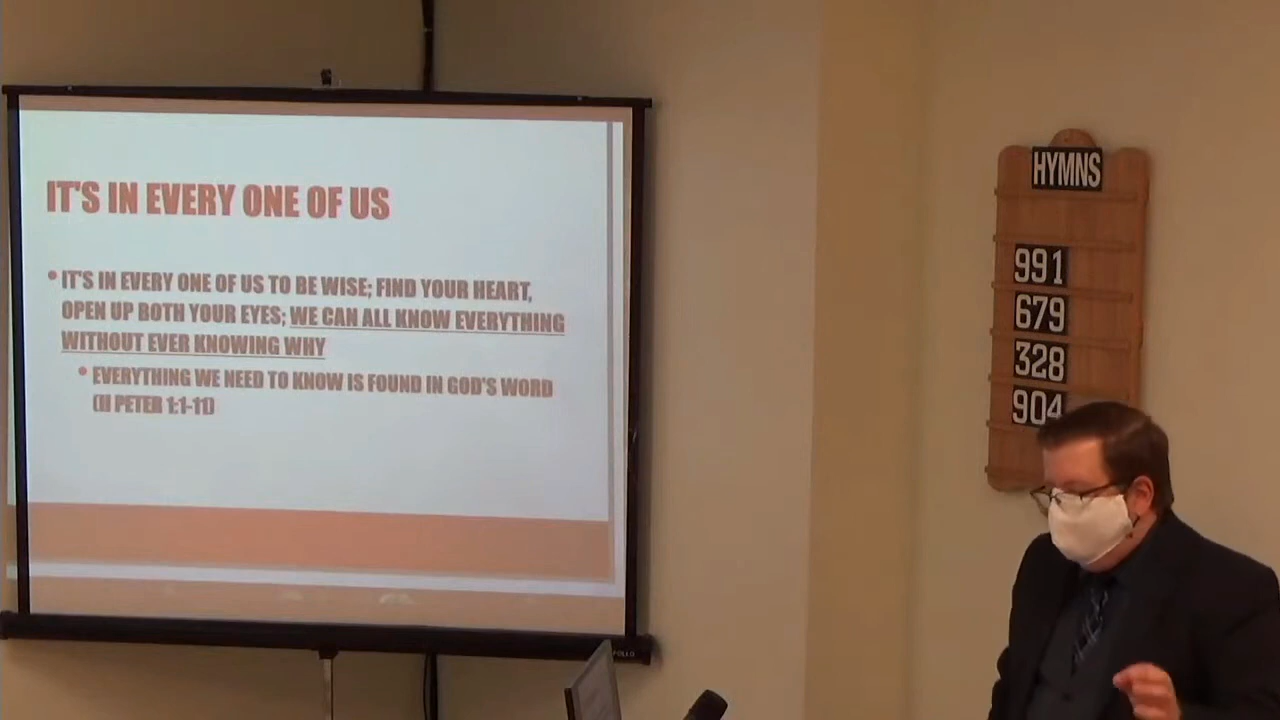 IT'S IN EVERY ONE OF US
• IT'S IN EVERY ONE OF US TO BE WISE; FIND YOUR HEART,
OPEN UP BOTH YOUR EYES; WE CAN ALL KNOW EVERYTHING
WITHOUT EVER KNOWING WHY
• EVERYTHING WE NEED TO KNOW IS FOUND IN GOD'S WORD
(II PETER 1:1-11)
HYMNS
991
679
328
904